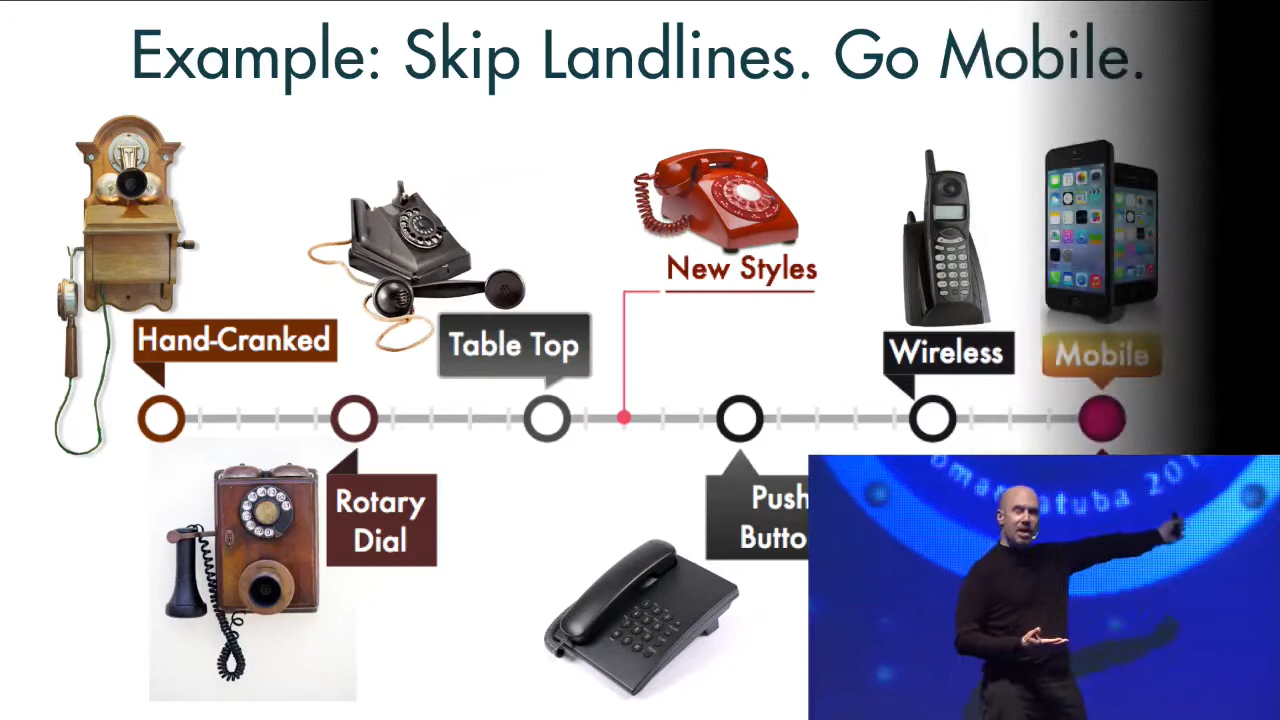 Example: Skip Landlines. Go Mobile.
New Styles
Hand-Cranked
Table Top
Wireless
Mobile
Rotary
Dial
Push
Butto